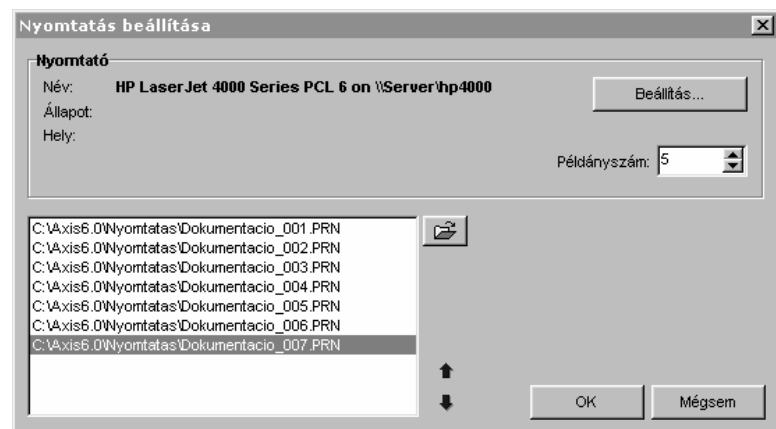 Nyomtatás beállítása
Nyomtató
Név: HP LaserJet 4000 Series PCL 6 on \\Server\hp4000
Beállítás...
Állapot:
Hely:
Példányszám: 5
C:\Axis6.0\Nyomtatas\Dokumentacio_001.PRN
C:\Axis6.0\Nyomtatas\Dokumentacio_002.PRN
C:\Axis6.0\Nyomtatas\Dokumentacio_003.PRN
C:\Axis6.0\Nyomtatas\Dokumentacio_004.PRN
C:\Axis6.0\Nyomtatas\Dokumentacio_005.PRN
C:\Axis6.0\Nyomtatas\Dokumentacio_006.PRN
C:\Axis6.0\Nyomtatas\Dokumentacio_007.PRN
OK Mégsem